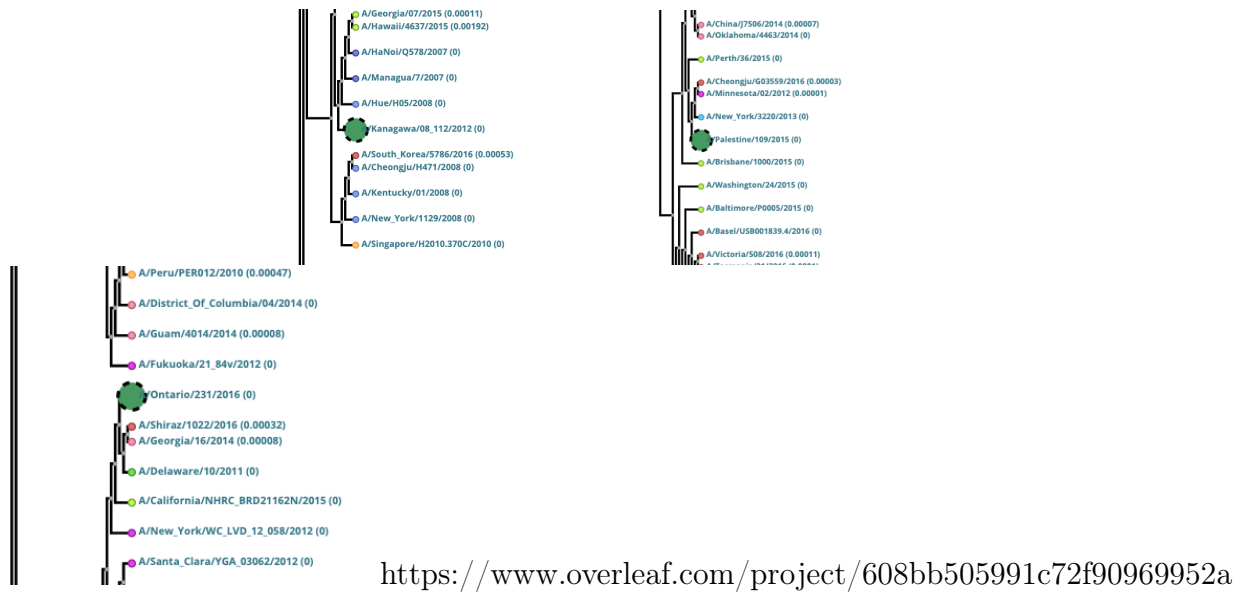 A/Georgia/07/2015 (0.00011)
A/Hawaii/4637/2015 (0.00192)
A/HaNoi/Q578/2007 (0)
A/Managua/7/2007 (0)
A/Hue/H05/2008 (0)
/Kanagawa/08_112/2012 (0)
A/South_Korea/5786/2016 (0.00053)
A/Cheongju/H471/2008 (0)
A/Kentucky/01/2008 (0)
A/New_York/1129/2008 (0)
A/Singapore/H2010.370C/2010 (0)
A/China/J7506/2014 (0.00007)
A/Oklahoma/4463/2014 (0)
A/Perth/36/2015 (0)
A/Cheongju/G03559/2016 (0.00003)
A/Minnesota/02/2012 (0.00001)
A/New_York/3220/2013 (0)
/Palestine/109/2015 (0)
A/Brisbane/1000/2015 (0)
A/Washington/24/2015 (0)
A/Baltimore/P0005/2015 (0)
A/Basel/USB001839.4/2016 (0)
A/Victoria/508/2016 (0.00011)
A/Peru/PER012/2010 (0.00047)
A/District_Of_Columbia/04/2014 (0)
A/Guam/4014/2014 (0.00008)
A/Fukuoka/21_84v/2012 (0)
/Ontario/231/2016 (0)
A/Shiraz/1022/2016 (0.00032)
A/Georgia/16/2014 (0.00008)
A/Delaware/10/2011 (0)
A/California/NHRC_BRD21162N/2015 (0)
A/New_York/WC_LVD_12_058/2012 (0)
A/Santa_Clara/YGA_03062/2012 (0)
https://www.overleaf.com/project/608bb505991c72f90969952a